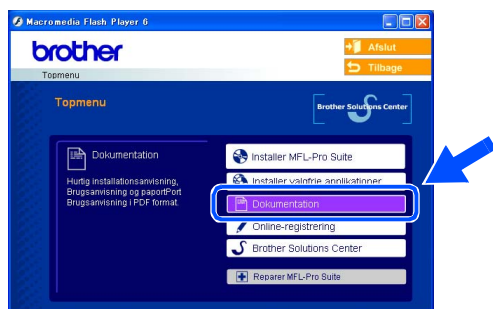 Macromedia Flash Player 6
brother
Afslut
Topmenu
Tilbage
Topmenu
Brother Solutions Center
Dokumentation
Hurtig installationsanvisning,
Brugsanvisning og paportPort
Brugsanvisning i PDF format.
Installer MFL-Pro Suite
Installer valgfrie applikationer
Dokumentation
Online-registrering
Brother Solutions Center
Reparer MFL-Pro Suite